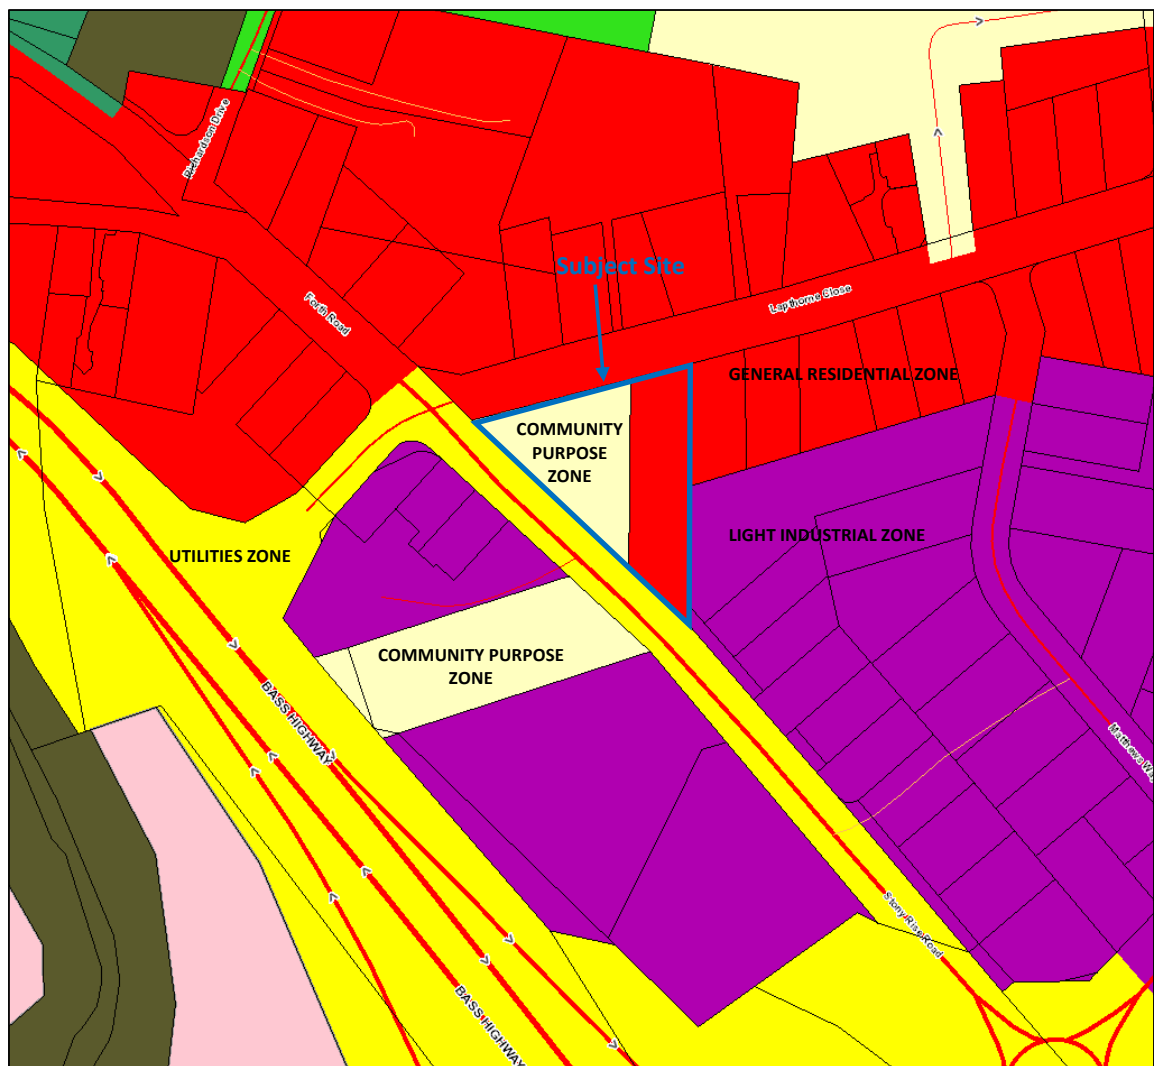 Richardson Drive
Subject Site
Forth Road
Lapthorne Close
GENERAL RESIDENTIAL ZONE
COMMUNITY
PURPOSE
ZONE
LIGHT INDUSTRIAL ZONE
UTILITIES ZONE
COMMUNITY PURPOSE
ZONE
BASS HIGHWAY
Matthews
Stony Rise Road
BASS HIGHWAY